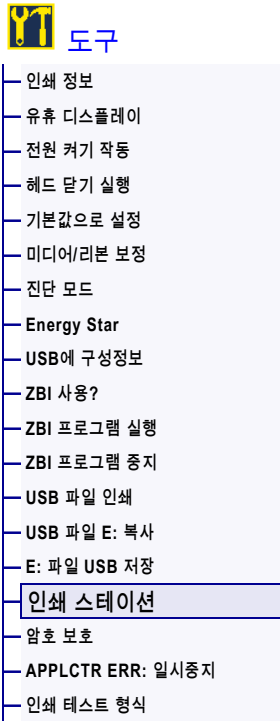 도구
인쇄 정보
유휴 디스플레이
전원 켜기 작동
헤드 닫기 실행
기본값으로 설정
미디어/리본 보정
진단 모드
Energy Star
USB에 구성정보
ZBI 사용?
ZBI 프로그램 실행
ZBI 프로그램 중지
USB 파일 인쇄
USB 파일 E: 복사
E: 파일 USB 저장
인쇄 스테이션
암호 보호
APPLCTR ERR: 일시중지
인쇄 테스트 형식